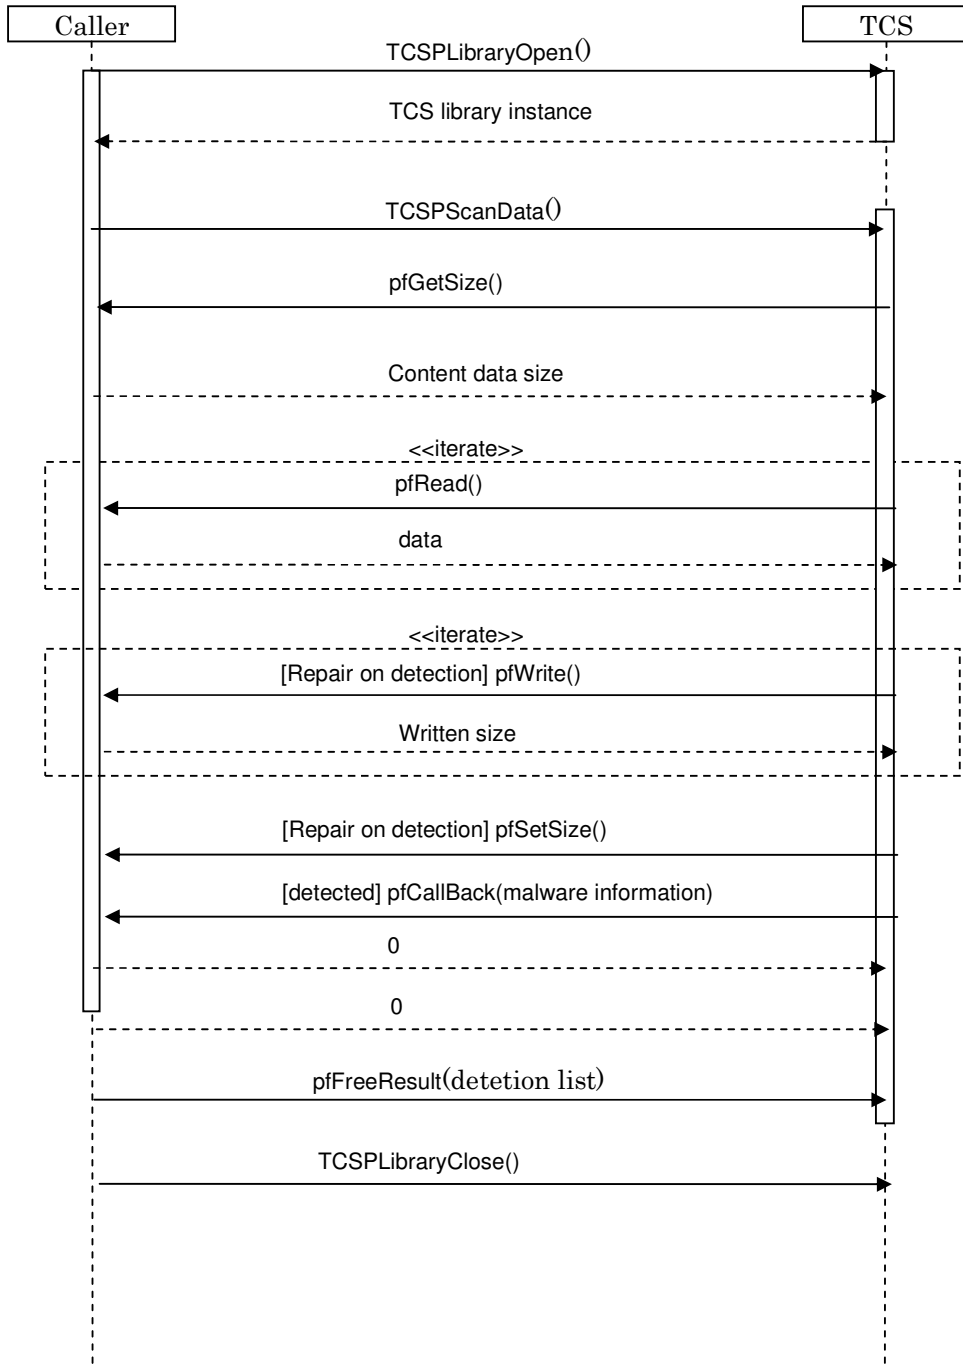 Caller
TCS
TCSPLibraryOpen()
TCS library instance
TCSPScanData()
pfGetSize()
Content data size
<<iterate>>
pfRead()
data
<<iterate>>
[Repair on detection] pfWrite()
Written size
[Repair on detection] pfSetSize()
[detected] pfCallBack(malware information)
0
0
pfFreeResult(detetion list)
TCSPLibraryClose()